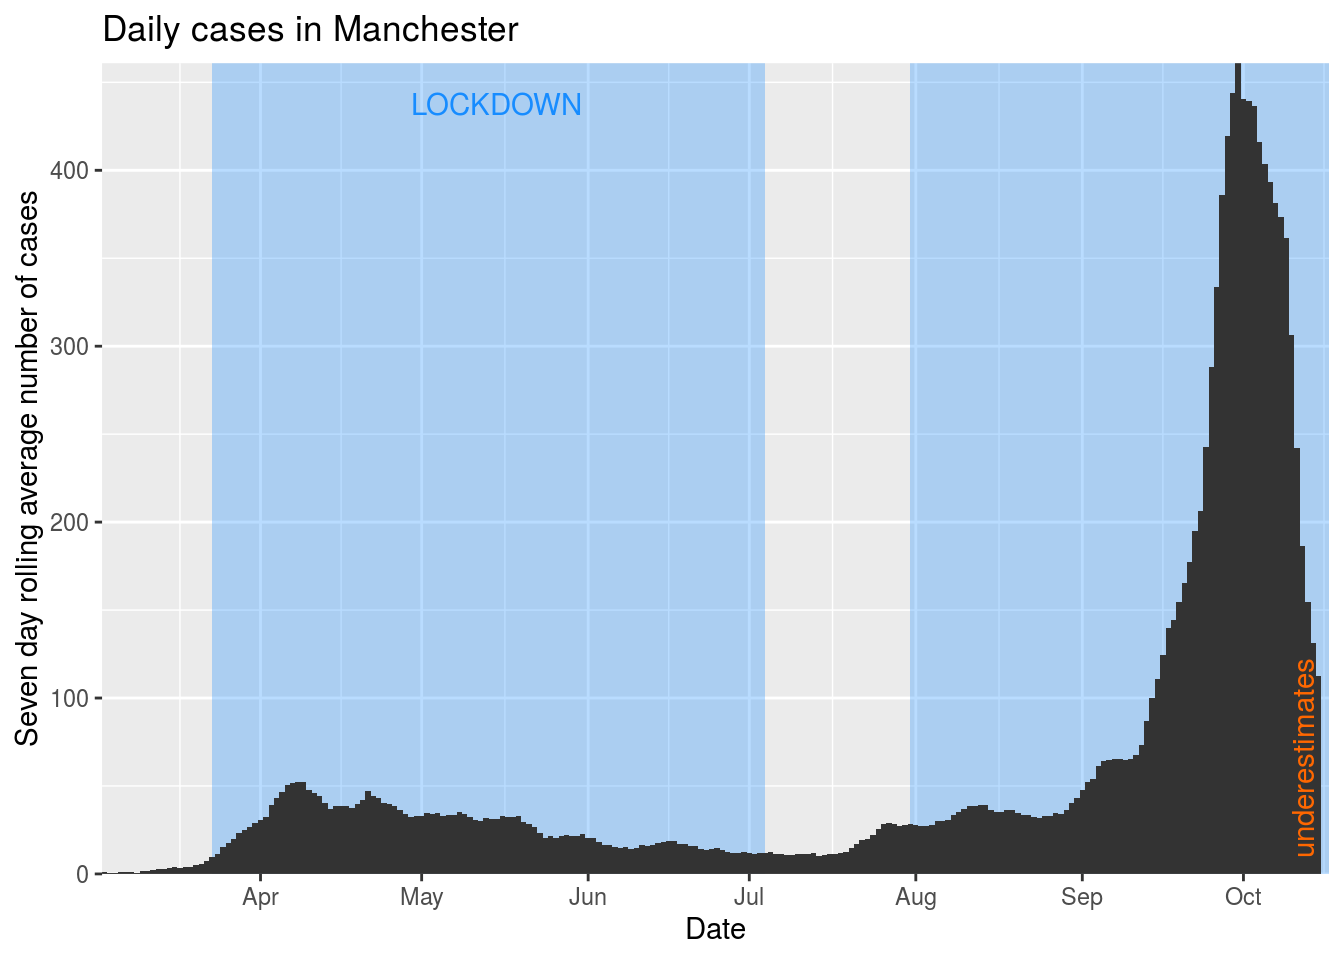 Daily cases in Manchester
LOCKDOWN
400
300
200
100
0
Seven day rolling average number of cases
underestimates
Apr May Jun Jul Aug Sep Oct
Date